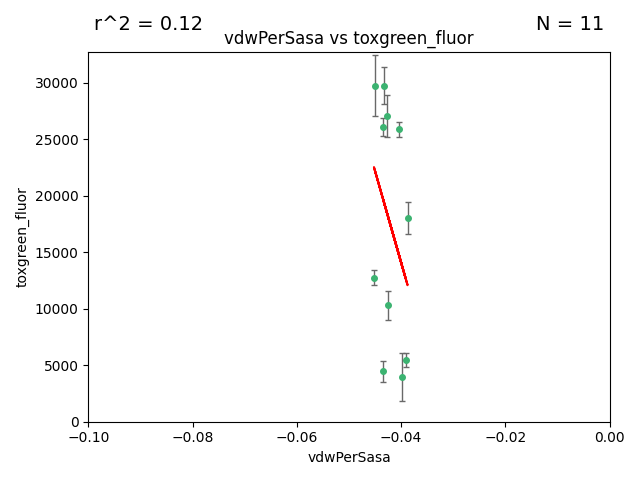 r^2 = 0.12
N = 11
vdwPerSasa vs toxgreen_fluor
30000
25000
20000
15000
10000
5000
0
toxgreen_fluor
−0.10
−0.08
−0.06
−0.04
−0.02
0.00
vdwPerSasa